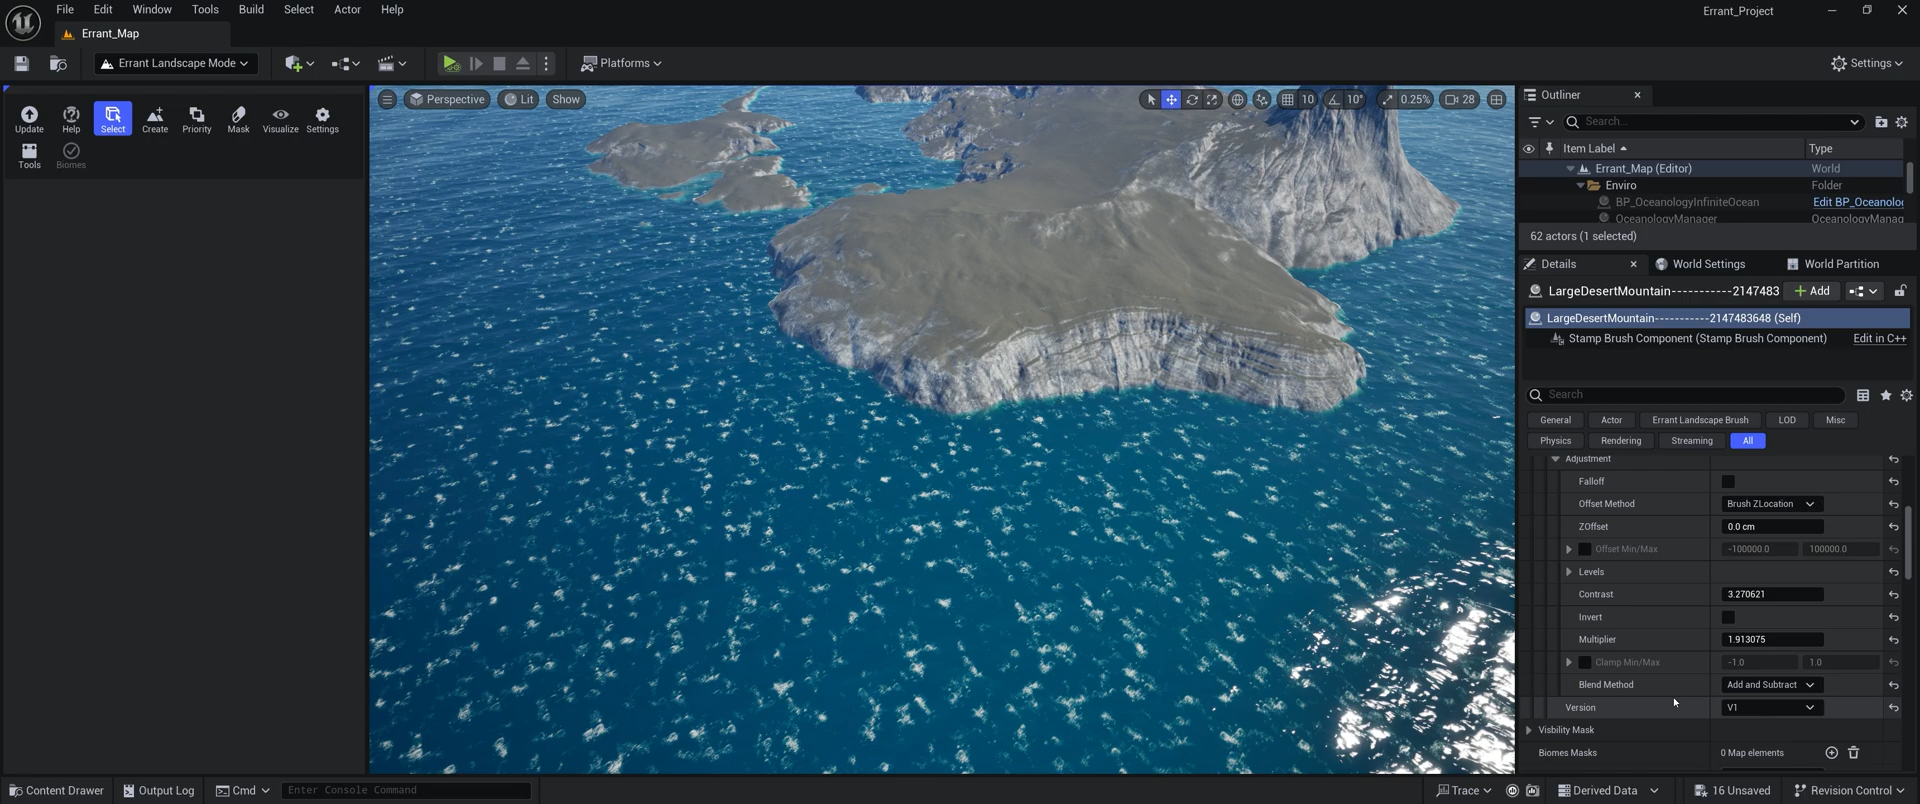 File Edit Window Tools Build Select Actor Help
Errant_Project
Errant_Map
Errant Landscape Mode
Platforms
Settings
Update Help Select Create Priority Mask Visualize Settings
Tools Biomes
Perspective Lit Show
10 10° 0.25% 28
Outliner
Search...
Item Label Type
Errant_Map (Editor) World
Enviro Folder
BP_OceanologyInfiniteOcean Edit BP_Oceanolog
OceanologyManager OceanologyManag
62 actors (1 selected)
Details World Settings World Partition
LargeDesertMountain-----------2147483 Add
LargeDesertMountain-----------2147483648 (Self)
Stamp Brush Component (Stamp Brush Component) Edit in C++
Search
General Actor Errant Landscape Brush LOD Misc
Physics Rendering Streaming All
Adjustment
Falloff
Offset Method Brush ZLocation
ZOffset 0.0 cm
Offset Min/Max -100000.0 100000.0
Levels
Contrast 3.270621
Invert
Multiplier 1.913075
Clamp Min/Max -1.0 1.0
Blend Method Add and Subtract
Version V1
Visibility Mask
Biomes Masks 0 Map elements
Content Drawer Output Log Cmd Enter Console Command Trace Derived Data 16 Unsaved Revision Control